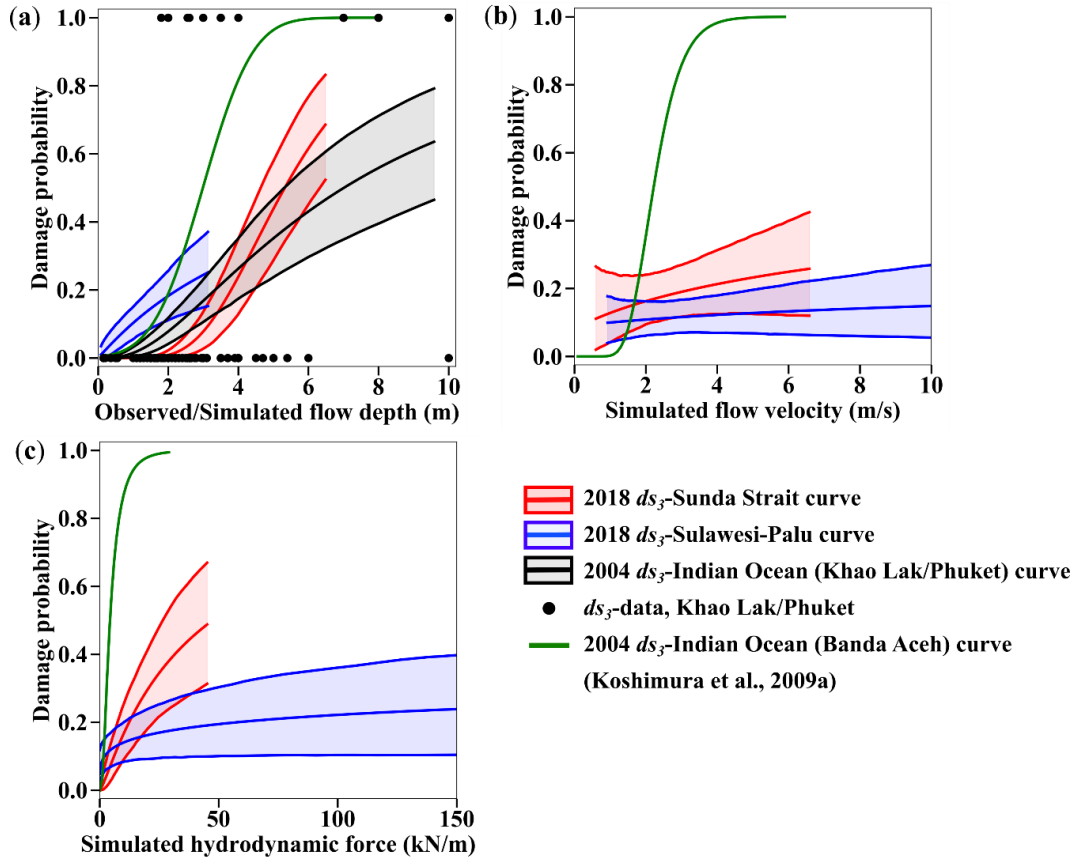 (a)
Damage probability
1.0
0.8
0.6
0.4
0.2
0.0
0 2 4 6 8 10
Observed/Simulated flow depth (m)
(b)
Damage probability
1.0
0.8
0.6
0.4
0.2
0.0
0 2 4 6 8 10
Simulated flow velocity (m/s)
(c)
Damage probability
1.0
0.8
0.6
0.4
0.2
0.0
0 50 100 150
Simulated hydrodynamic force (kN/m)
2018 ds3-Sunda Strait curve
2018 ds3-Sulawesi-Palu curve
2004 ds3-Indian Ocean (Khao Lak/Phuket) curve
ds3-data, Khao Lak/Phuket
2004 ds3-Indian Ocean (Banda Aceh) curve
(Koshimura et al., 2009a)